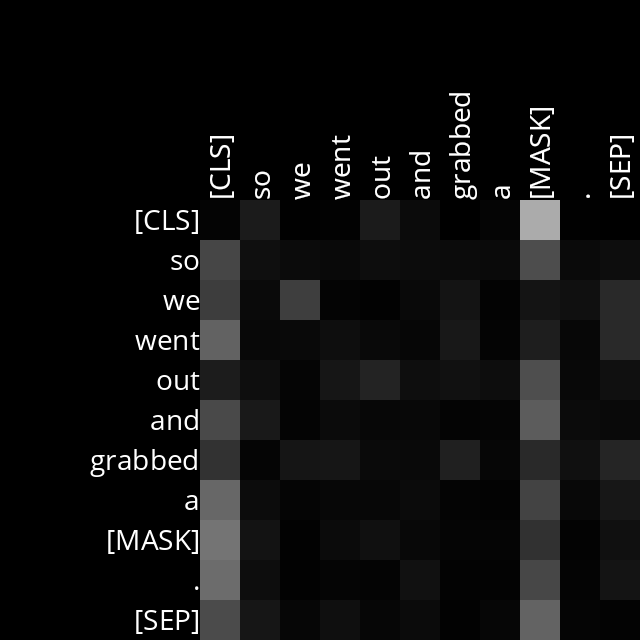 [CLS] so we went out and grabbed a [MASK] . [SEP]
[CLS]
so
we
went
out
and
grabbed
a
[MASK]
.
[SEP]